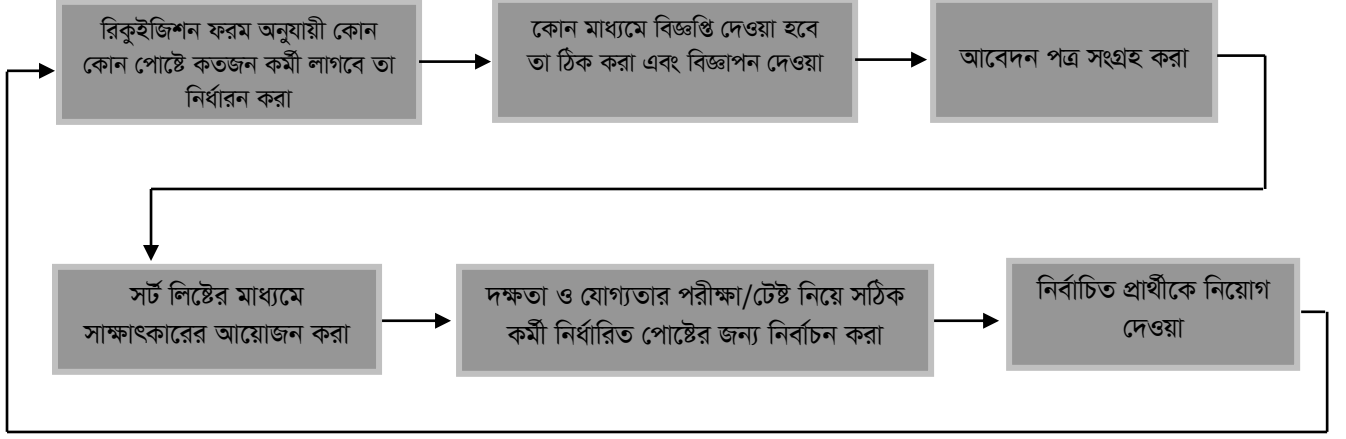 রিকুইজিশন ফরম অনুযায়ী কোন
কোন পোষ্টে কতজন কর্মী লাগবে তা
নির্ধারন করা
কোন মাধ্যমে বিজ্ঞপ্তি দেওয়া হবে
তা ঠিক করা এবং বিজ্ঞাপন দেওয়া
আবেদন পত্র সংগ্রহ করা
সর্ট লিষ্টের মাধ্যমে
সাক্ষাৎকারের আয়োজন করা
দক্ষতা ও যোগ্যতার পরীক্ষা/টেষ্ট নিয়ে সঠিক
কর্মী নির্ধারিত পোষ্টের জন্য নির্বাচন করা
নির্বাচিত প্রার্থীকে নিয়োগ
দেওয়া